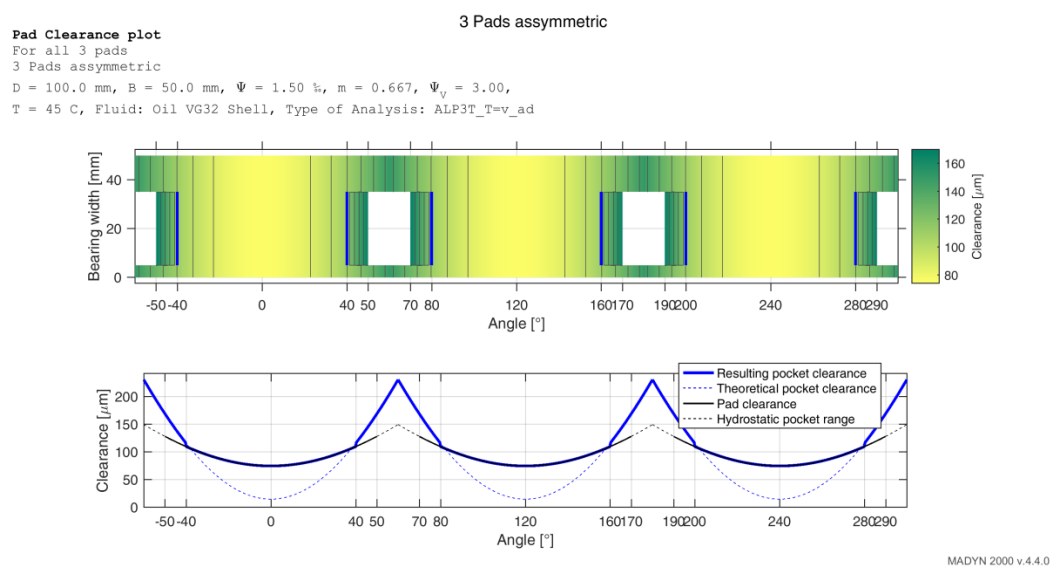 3 Pads assymmetric
Pad Clearance plot
For all 3 pads
3 Pads assymmetric
D = 100.0 mm, B = 50.0 mm, Ψ = 1.50 ‰, m = 0.667, Ψ_V = 3.00,
T = 45 C, Fluid: Oil VG32 Shell, Type of Analysis: ALP3T_T=v_ad
Bearing width [mm]
40
20
0
-50 -40 0 40 50 70 80 120 160 170 190 200 240 280 290
Angle [°]
160
140
120
100
80
Clearance [μm]
Resulting pocket clearance
Theoretical pocket clearance
Pad clearance
Hydrostatic pocket range
Clearance [μm]
200
150
100
50
0
-50 -40 0 40 50 70 80 120 160 170 190 200 240 280 290
Angle [°]
MADYN 2000 v.4.4.0